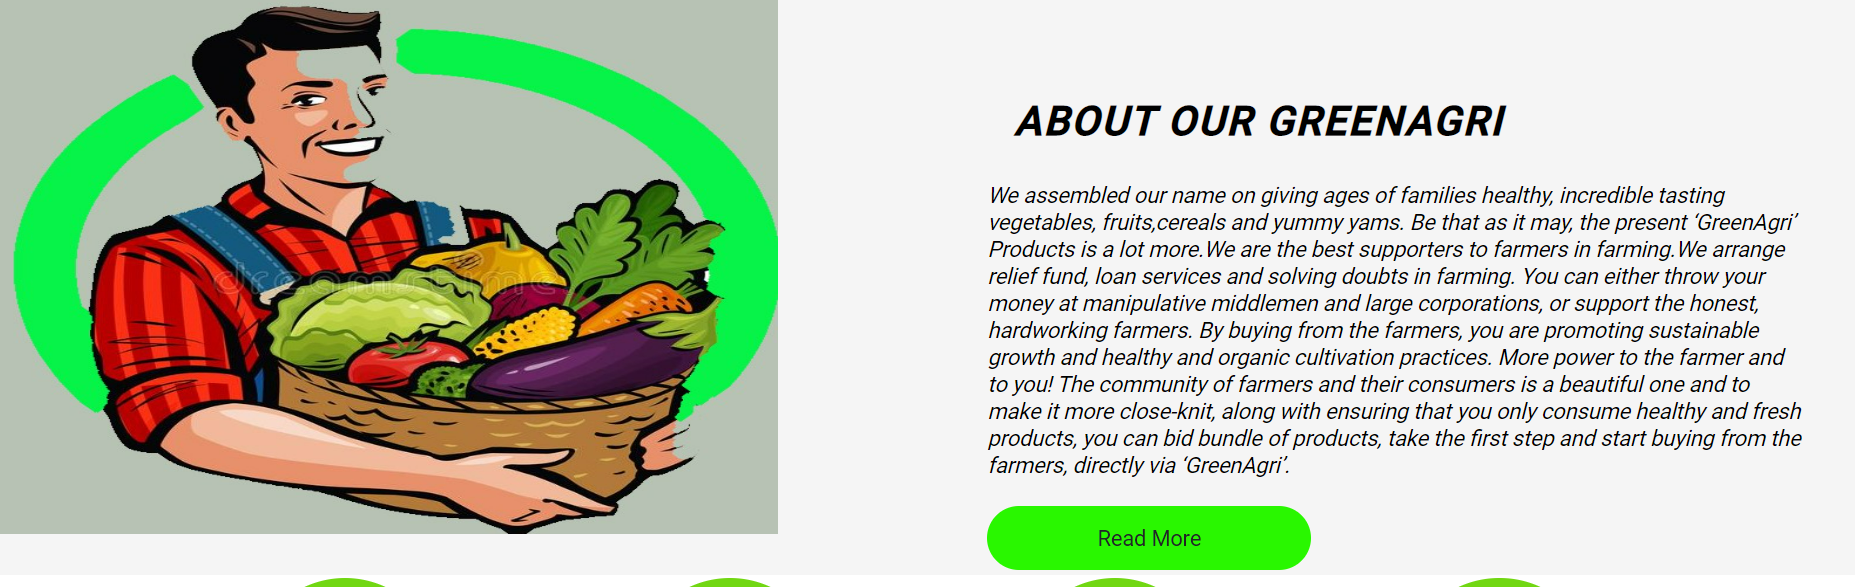 dreamstime
ABOUT OUR GREENAGRI
We assembled our name on giving ages of families healthy, incredible tasting
vegetables, fruits,cereals and yummy yams. Be that as it may, the present ‘GreenAgri’
Products is a lot more.We are the best supporters to farmers in farming.We arrange
relief fund, loan services and solving doubts in farming. You can either throw your
money at manipulative middlemen and large corporations, or support the honest,
hardworking farmers. By buying from the farmers, you are promoting sustainable
growth and healthy and organic cultivation practices. More power to the farmer and
to you! The community of farmers and their consumers is a beautiful one and to
make it more close-knit, along with ensuring that you only consume healthy and fresh
products, you can bid bundle of products, take the first step and start buying from the
farmers, directly via ‘GreenAgri’.
Read More